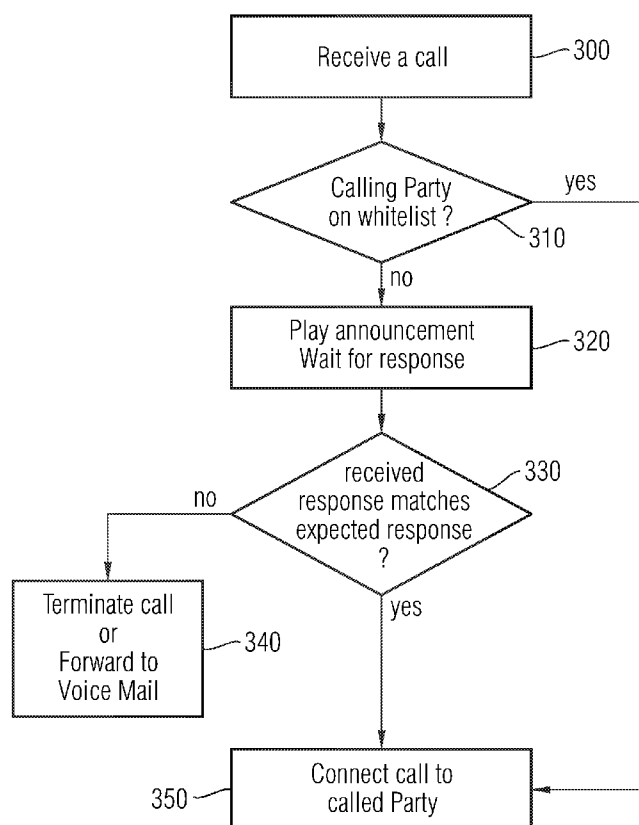 Receive a call
300
Calling Party
on whitelist ?
yes
310
no
Play announcement
Wait for response
320
received
response matches
expected response
?
330
no
yes
Terminate call
or
Forward to
Voice Mail
340
Connect call to
called Party
350